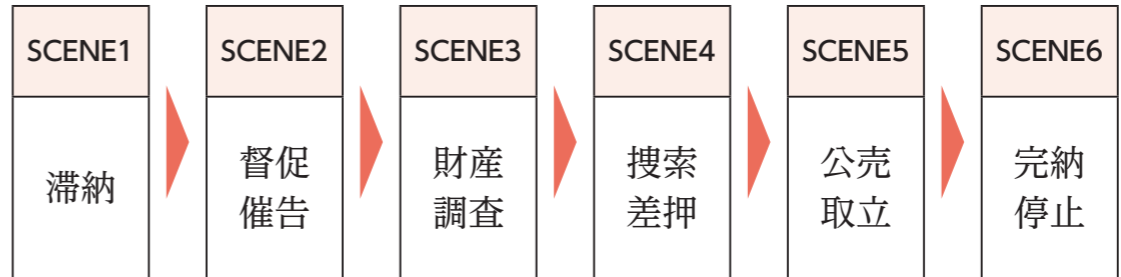 SCENE1
滞納
SCENE2
督促
催告
SCENE3
財産
調査
SCENE4
捜索
差押
SCENE5
公売
取立
SCENE6
完納
停止